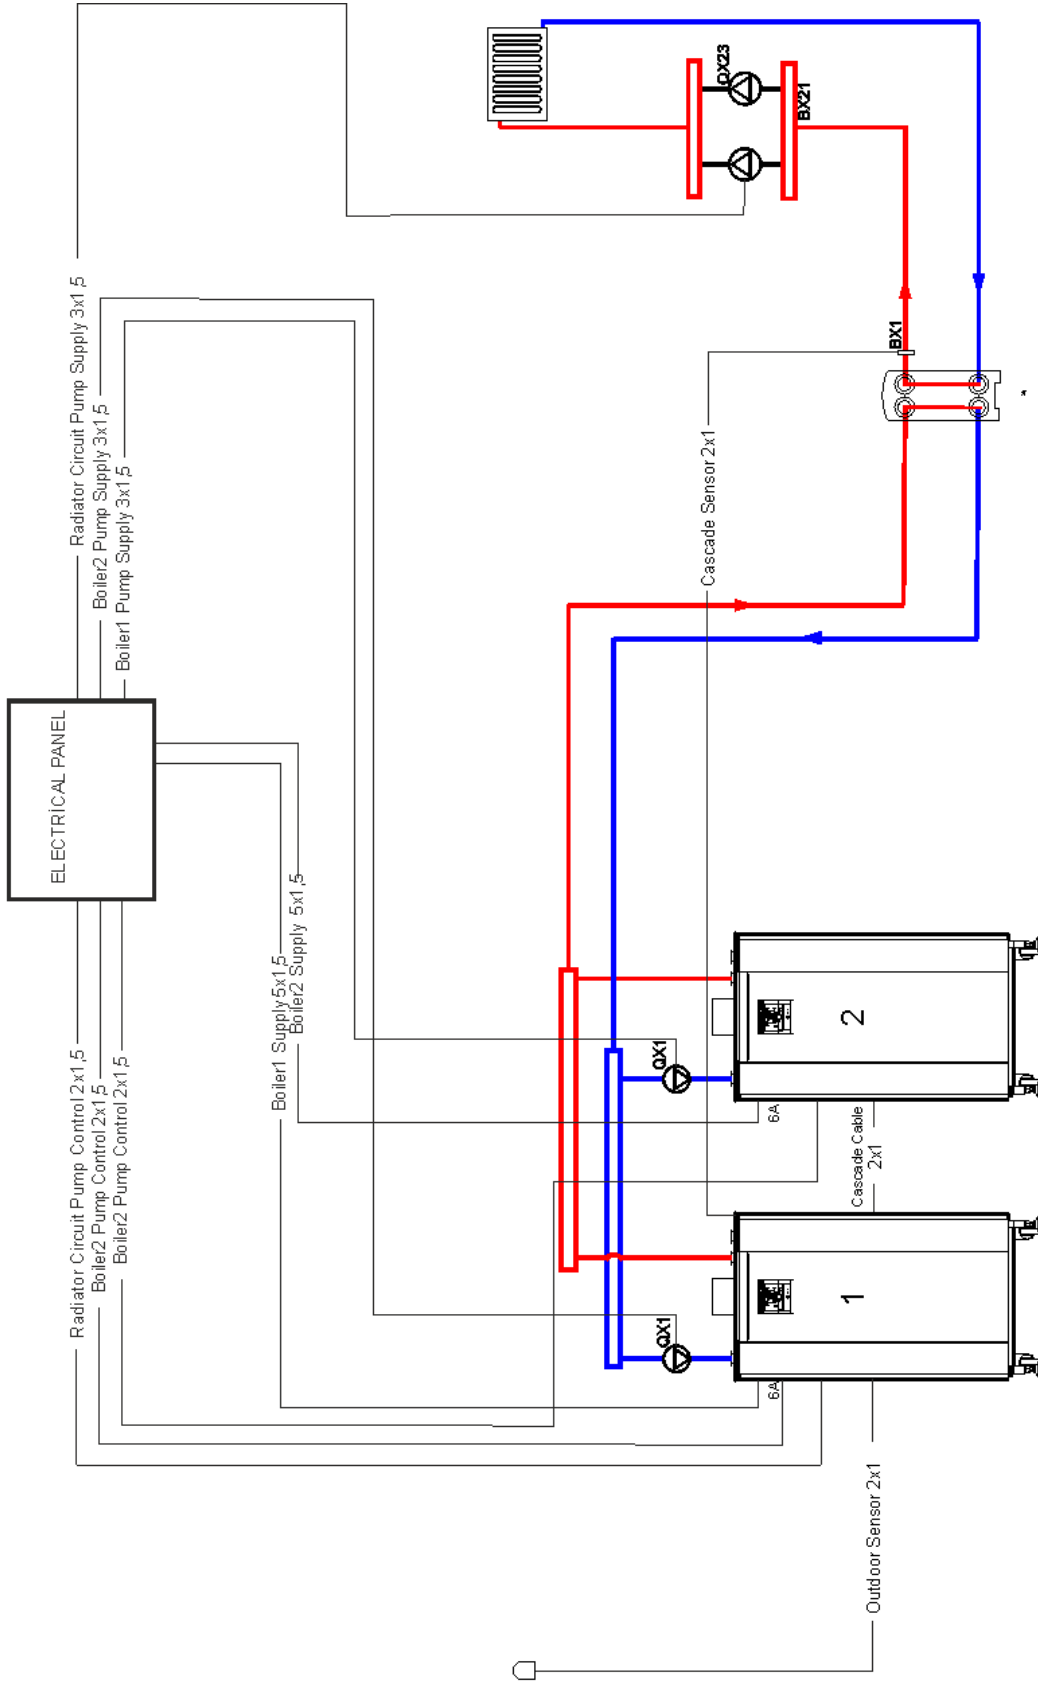 ELECTRİCAL PANEL
Radiator Circuit Pump Supply 3x1,5
Boiler2 Pump Supply 3x1,5
Boiler1 Pump Supply 3x1,5
Radiator Circuit Pump Control 2x1,5
Boiler2 Pump Control 2x1,5
Boiler2 Pump Control 2x1,5
Boiler1 Supply 5x1,5
Boiler2 Supply 5x1,5
QX23
BX21
BX1
Cascade Sensor 2x1
QX1
QX1
6A
6A
Cascade Cable
2x1
1
2
Outdoor Sensor 2x1
*